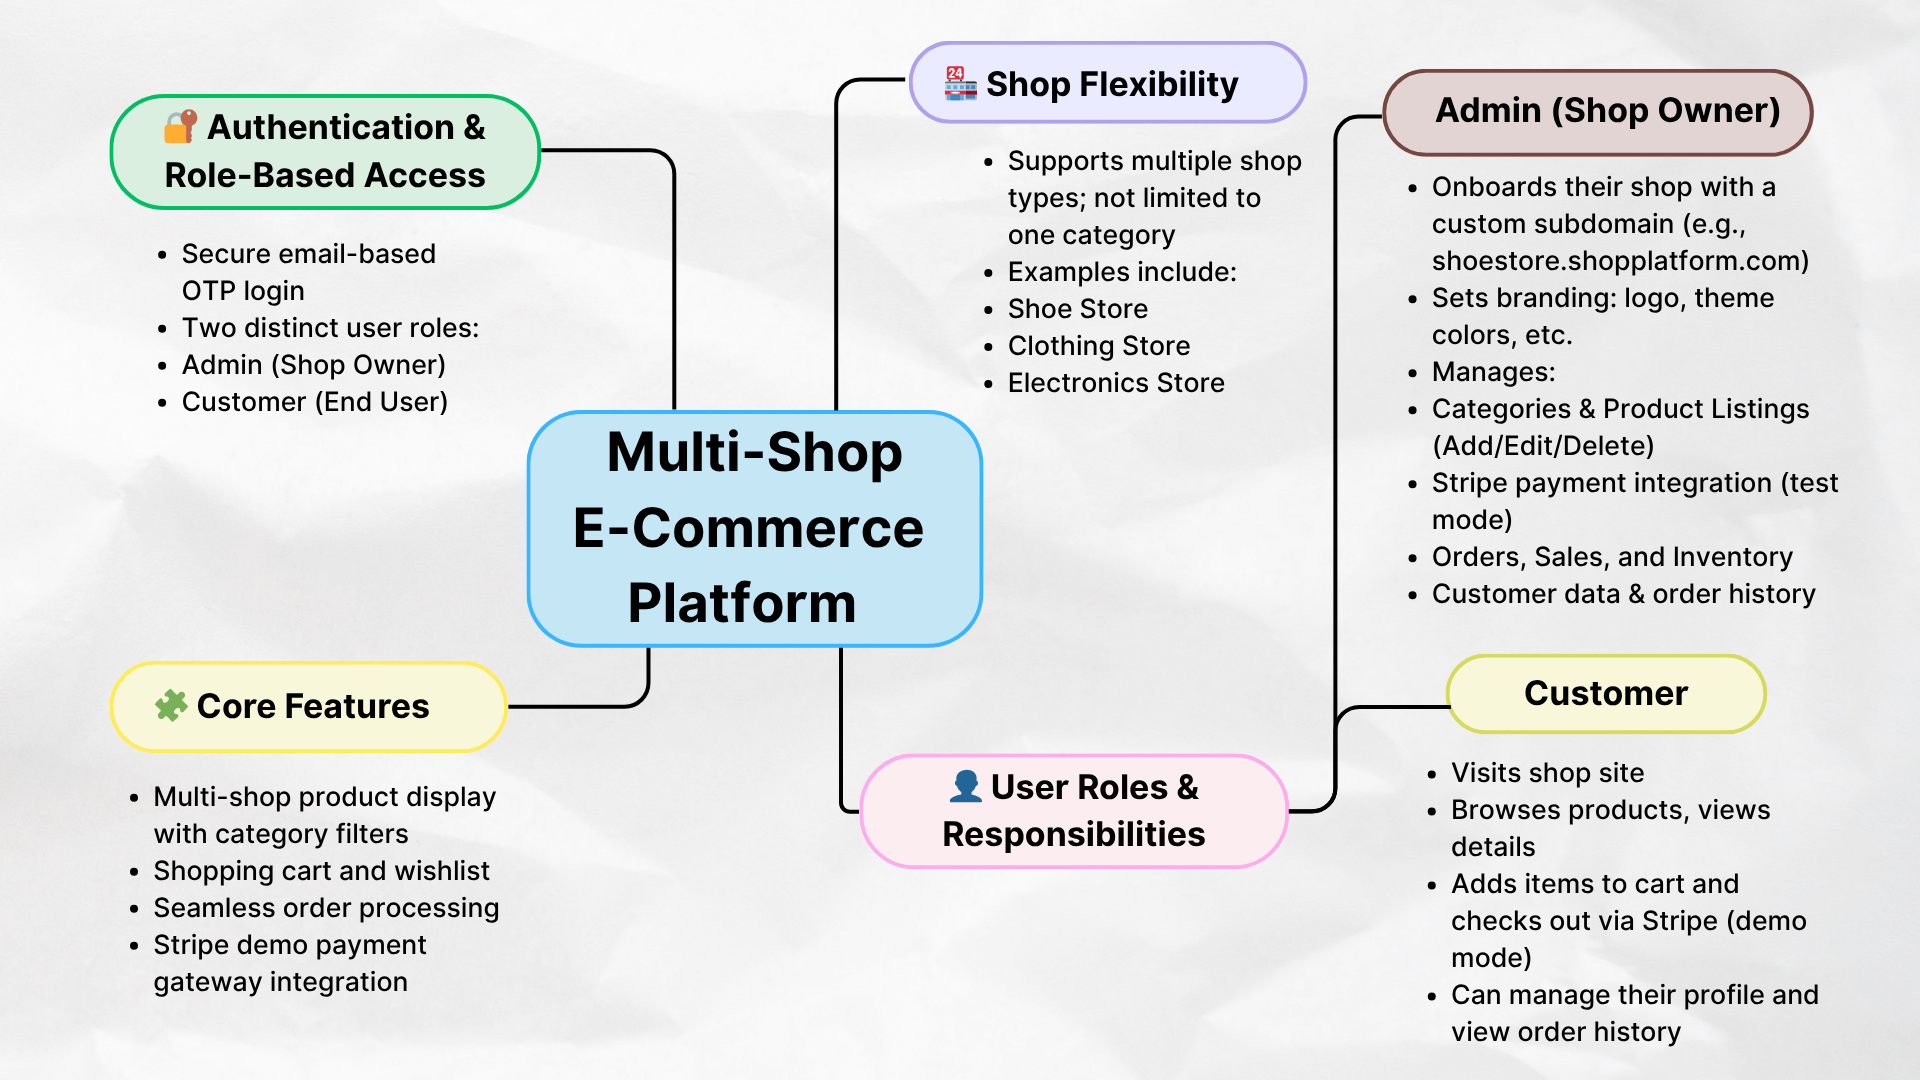 🔐 Authentication &
Role-Based Access
• Secure email-based
OTP login
• Two distinct user roles:
• Admin (Shop Owner)
• Customer (End User)
🏪 Shop Flexibility
• Supports multiple shop
types; not limited to
one category
• Examples include:
• Shoe Store
• Clothing Store
• Electronics Store
Admin (Shop Owner)
• Onboards their shop with a
custom subdomain (e.g.,
shoestore.shopplatform.com)
• Sets branding: logo, theme
colors, etc.
• Manages:
• Categories & Product Listings
(Add/Edit/Delete)
• Stripe payment integration (test
mode)
• Orders, Sales, and Inventory
• Customer data & order history
Multi-Shop
E-Commerce
Platform
🧩 Core Features
• Multi-shop product display
with category filters
• Shopping cart and wishlist
• Seamless order processing
• Stripe demo payment
gateway integration
👤 User Roles &
Responsibilities
Customer
• Visits shop site
• Browses products, views
details
• Adds items to cart and
checks out via Stripe (demo
mode)
• Can manage their profile and
view order history